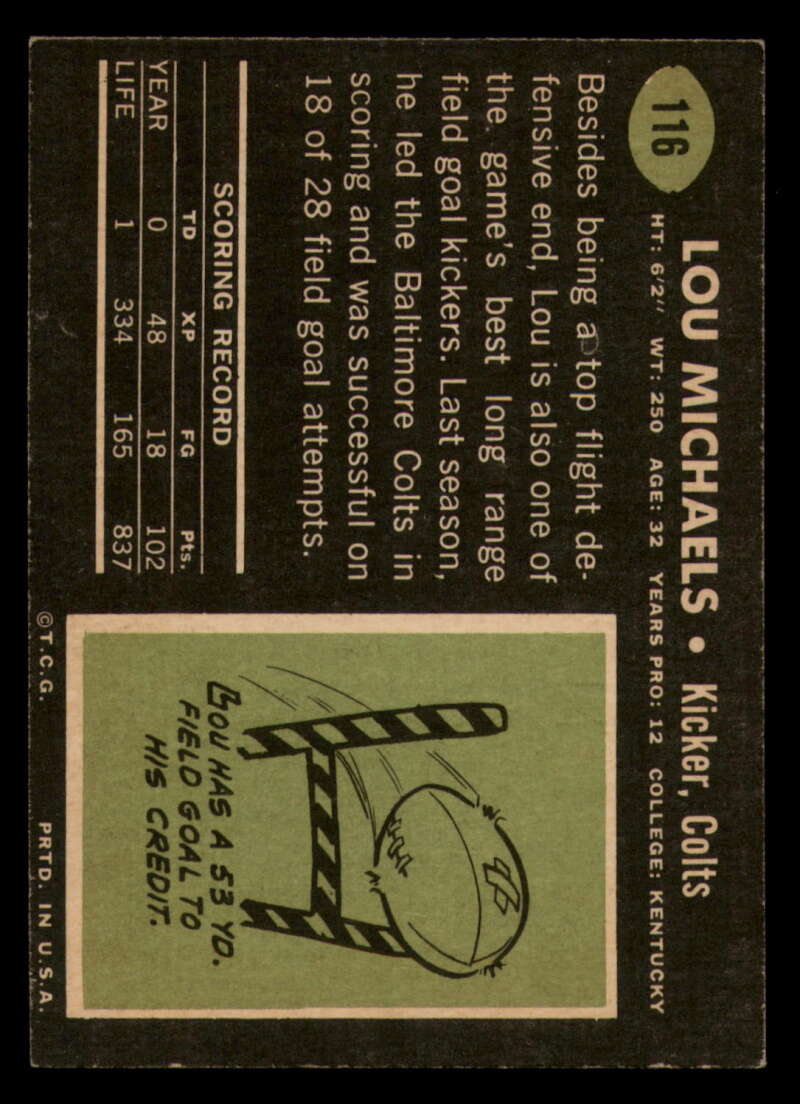 116
LOU MICHAELS • Kicker, Colts
HT: 6'2" WT: 250 AGE: 32 YEARS PRO: 12 COLLEGE: KENTUCKY
Besides being a top flight de-
fensive end, Lou is also one of
the game's best long range
field goal kickers. Last season,
he led the Baltimore Colts in
scoring and was successful on
18 of 28 field goal attempts.
SCORING RECORD
TD XP FG Pts.
YEAR 0 48 18 102
LIFE 1 334 165 837
LOU HAS A 53 YD.
FIELD GOAL TO
HIS CREDIT.
©T.C.G. PRTD. IN U.S.A.